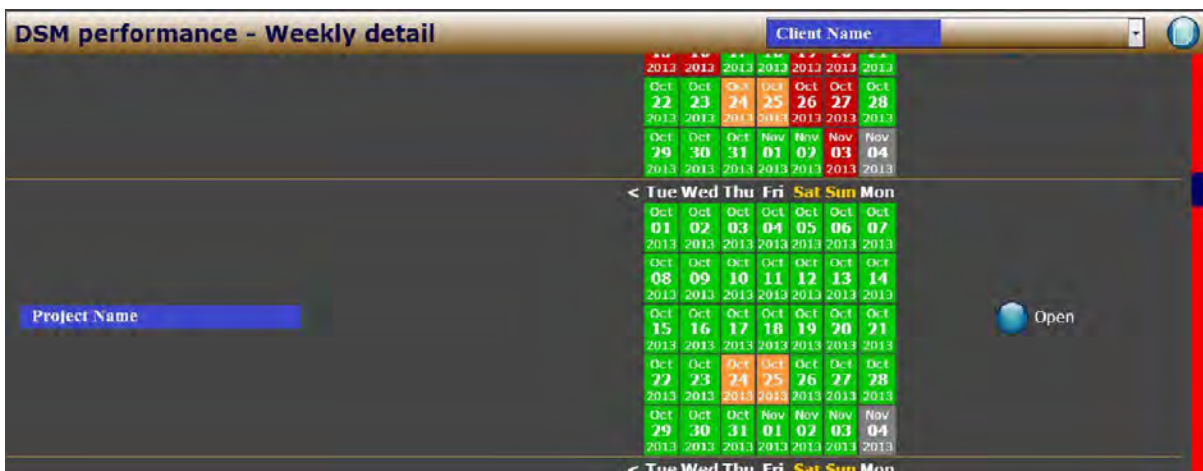 DSM performance - Weekly detail
Client Name
2013 2013 2013 2013 2013 2013 2013
Oct Oct Oct Oct Oct Oct Oct
22 23 24 25 26 27 28
2013 2013 2013 2013 2013 2013 2013
Oct Oct Oct Nov Nov Nov Nov
29 30 31 01 02 03 04
2013 2013 2013 2013 2013 2013 2013
< Tue Wed Thu Fri Sat Sun Mon
Oct Oct Oct Oct Oct Oct Oct
01 02 03 04 05 06 07
2013 2013 2013 2013 2013 2013 2013
Oct Oct Oct Oct Oct Oct Oct
08 09 10 11 12 13 14
2013 2013 2013 2013 2013 2013 2013
Project Name
Oct Oct Oct Oct Oct Oct Oct
15 16 17 18 19 20 21
2013 2013 2013 2013 2013 2013 2013
Open
Oct Oct Oct Oct Oct Oct Oct
22 23 24 25 26 27 28
2013 2013 2013 2013 2013 2013 2013
Oct Oct Oct Nov Nov Nov Nov
29 30 31 01 02 03 04
2013 2013 2013 2013 2013 2013 2013
< Tue Wed Thu Fri Sat Sun Mon